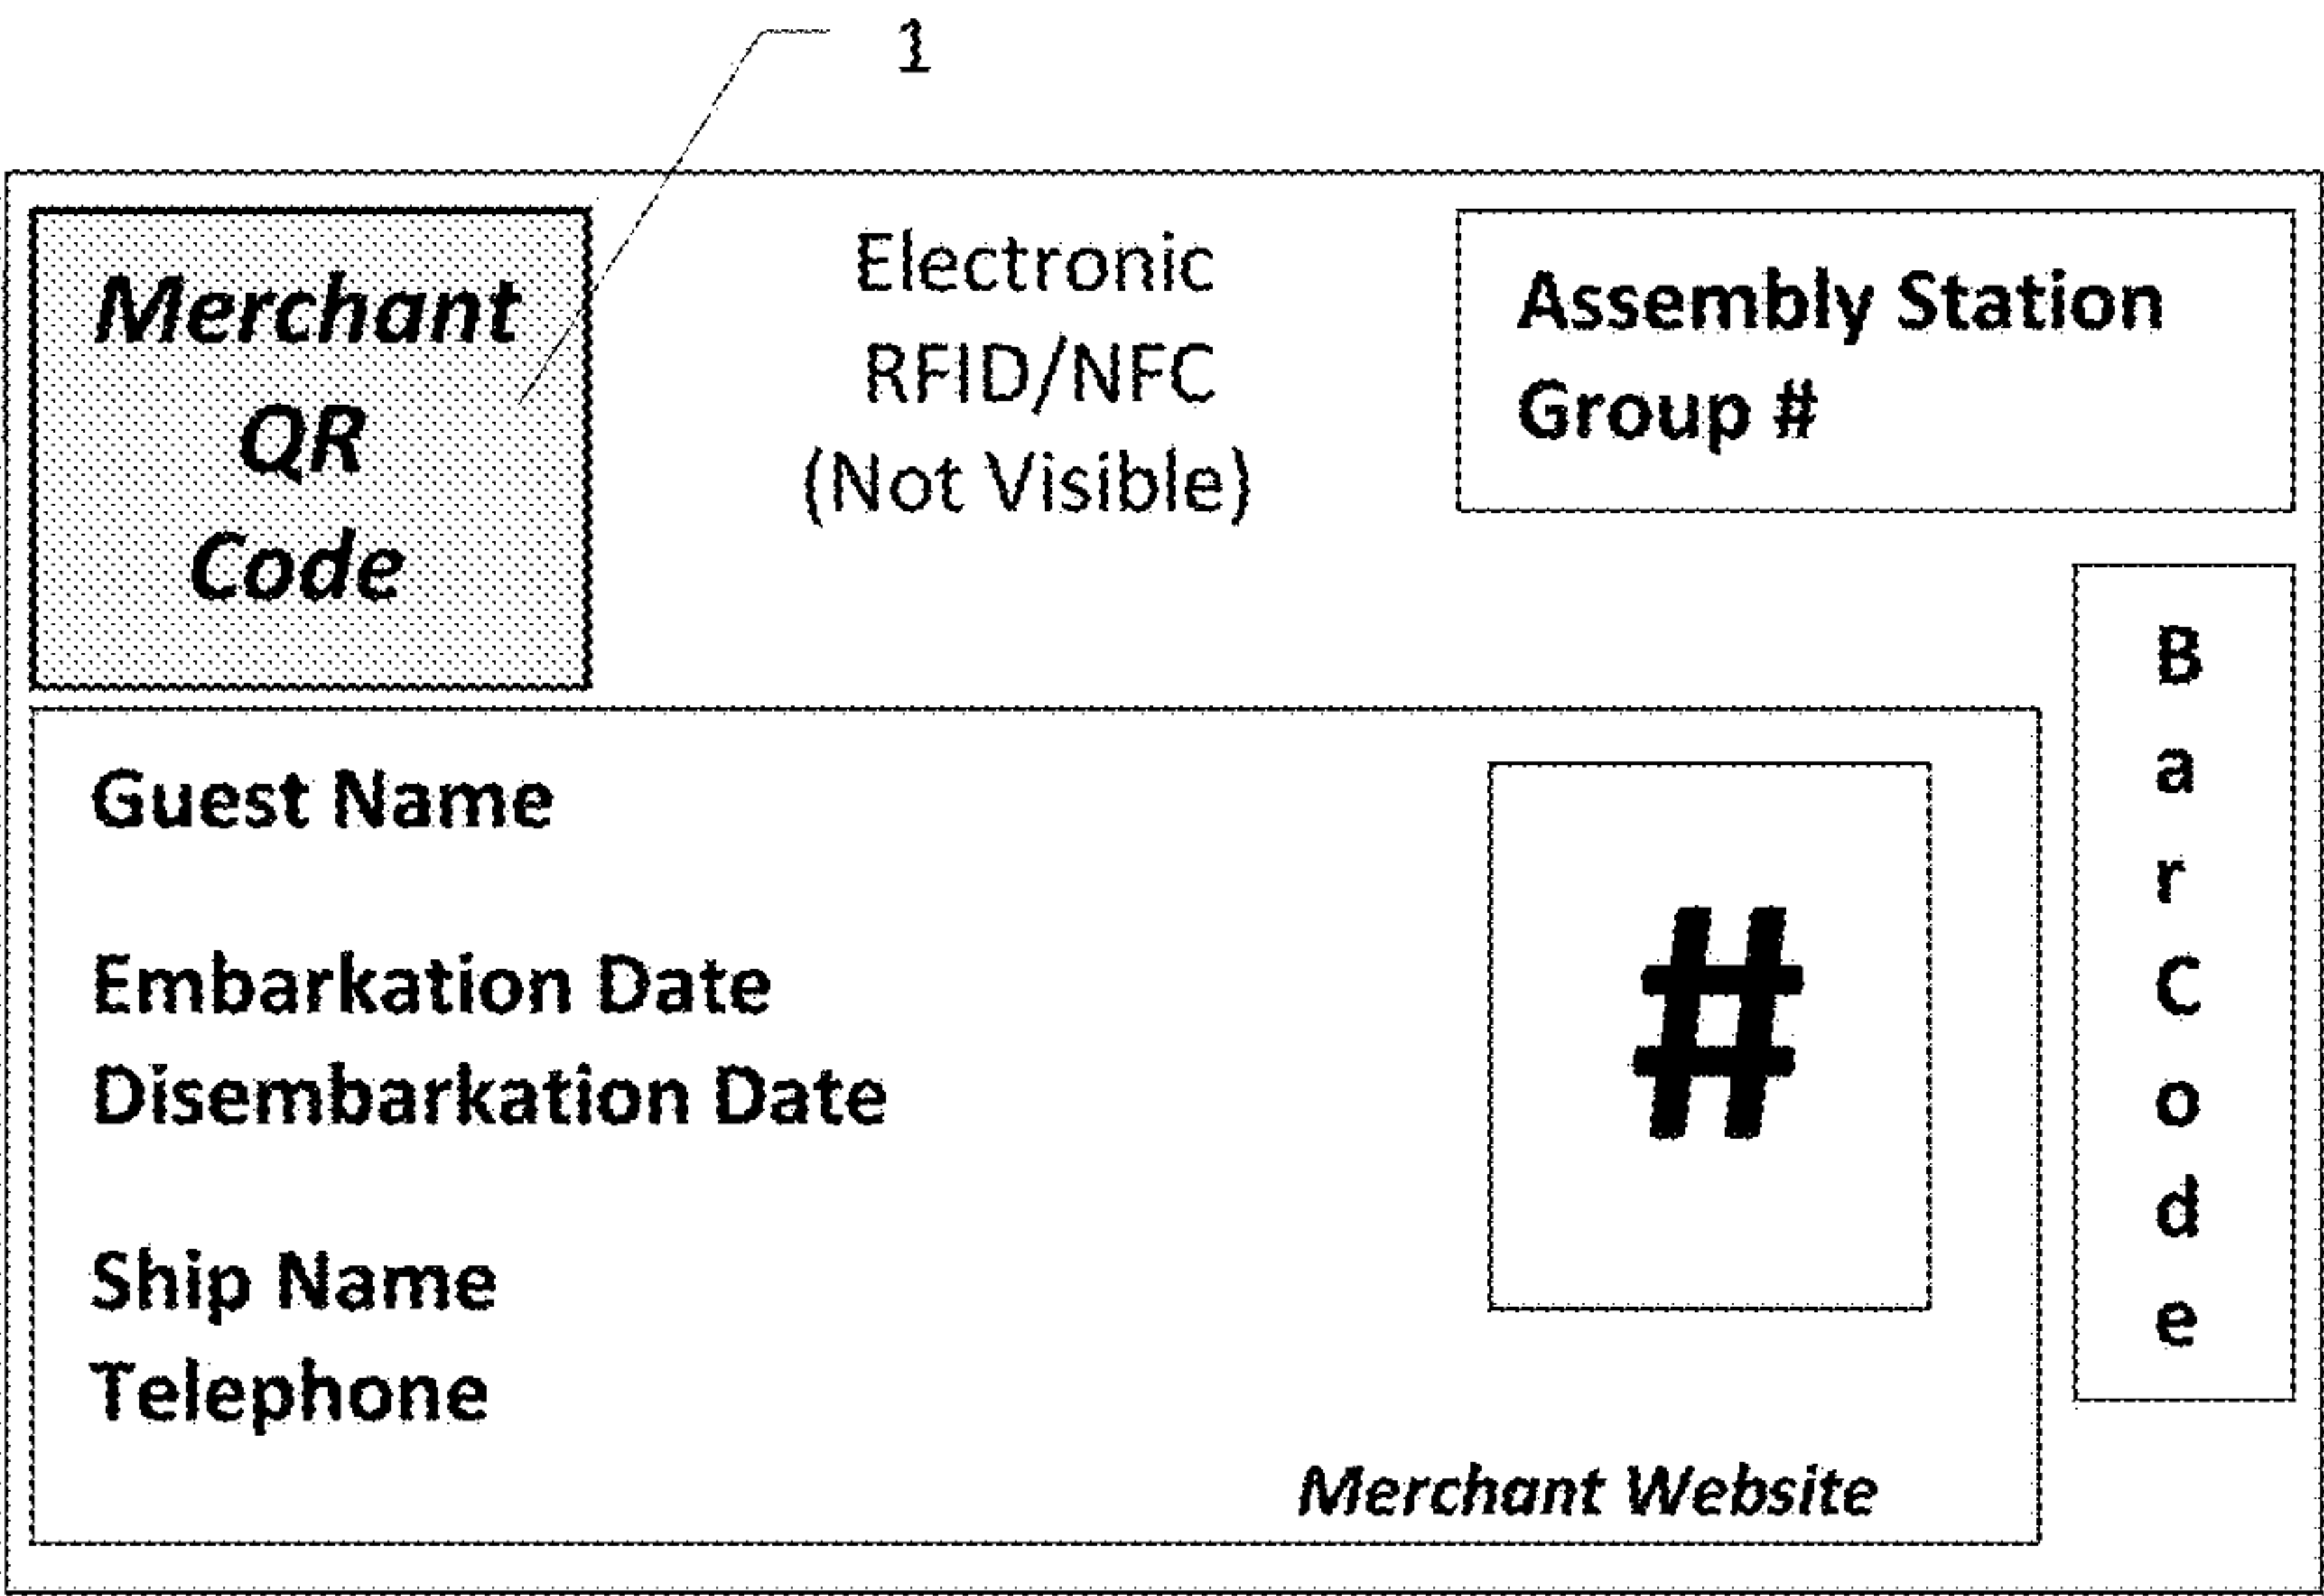 1
Merchant
QR
Code
Electronic
RFID/NFC
(Not Visible)
Assembly Station
Group #
B
a
r
C
o
d
e
Guest Name
Embarkation Date
Disembarkation Date
Ship Name
Telephone
#
Merchant Website